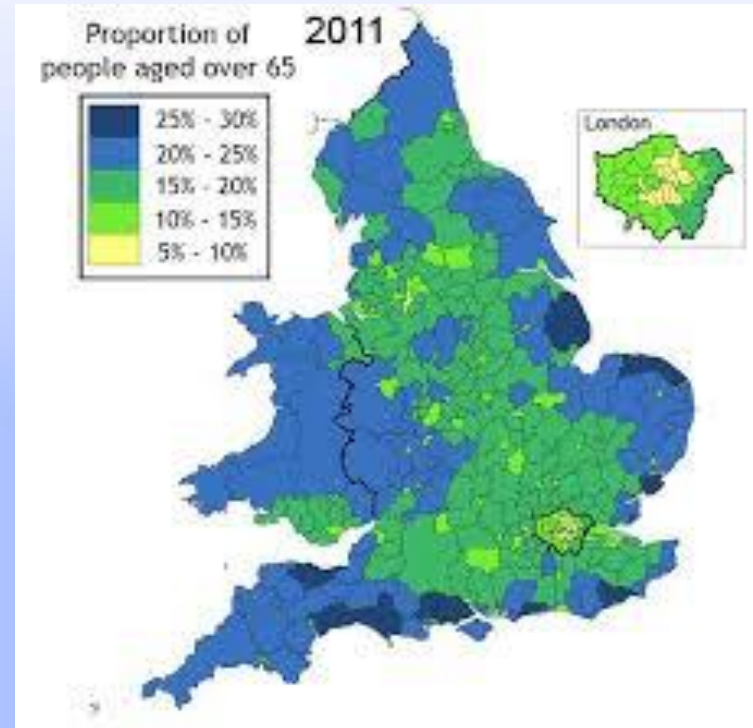 Proportion of
people aged over 65
2011
25% - 30%
20% - 25%
15% - 20%
10% - 15%
5% - 10%
London